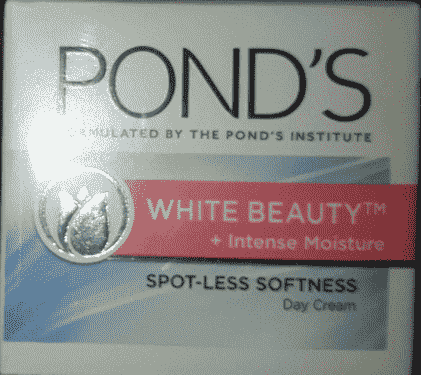 POND'S
FORMULATED BY THE POND'S INSTITUTE
WHITE BEAUTY™
+ Intense Moisture
SPOT-LESS SOFTNESS
Day Cream